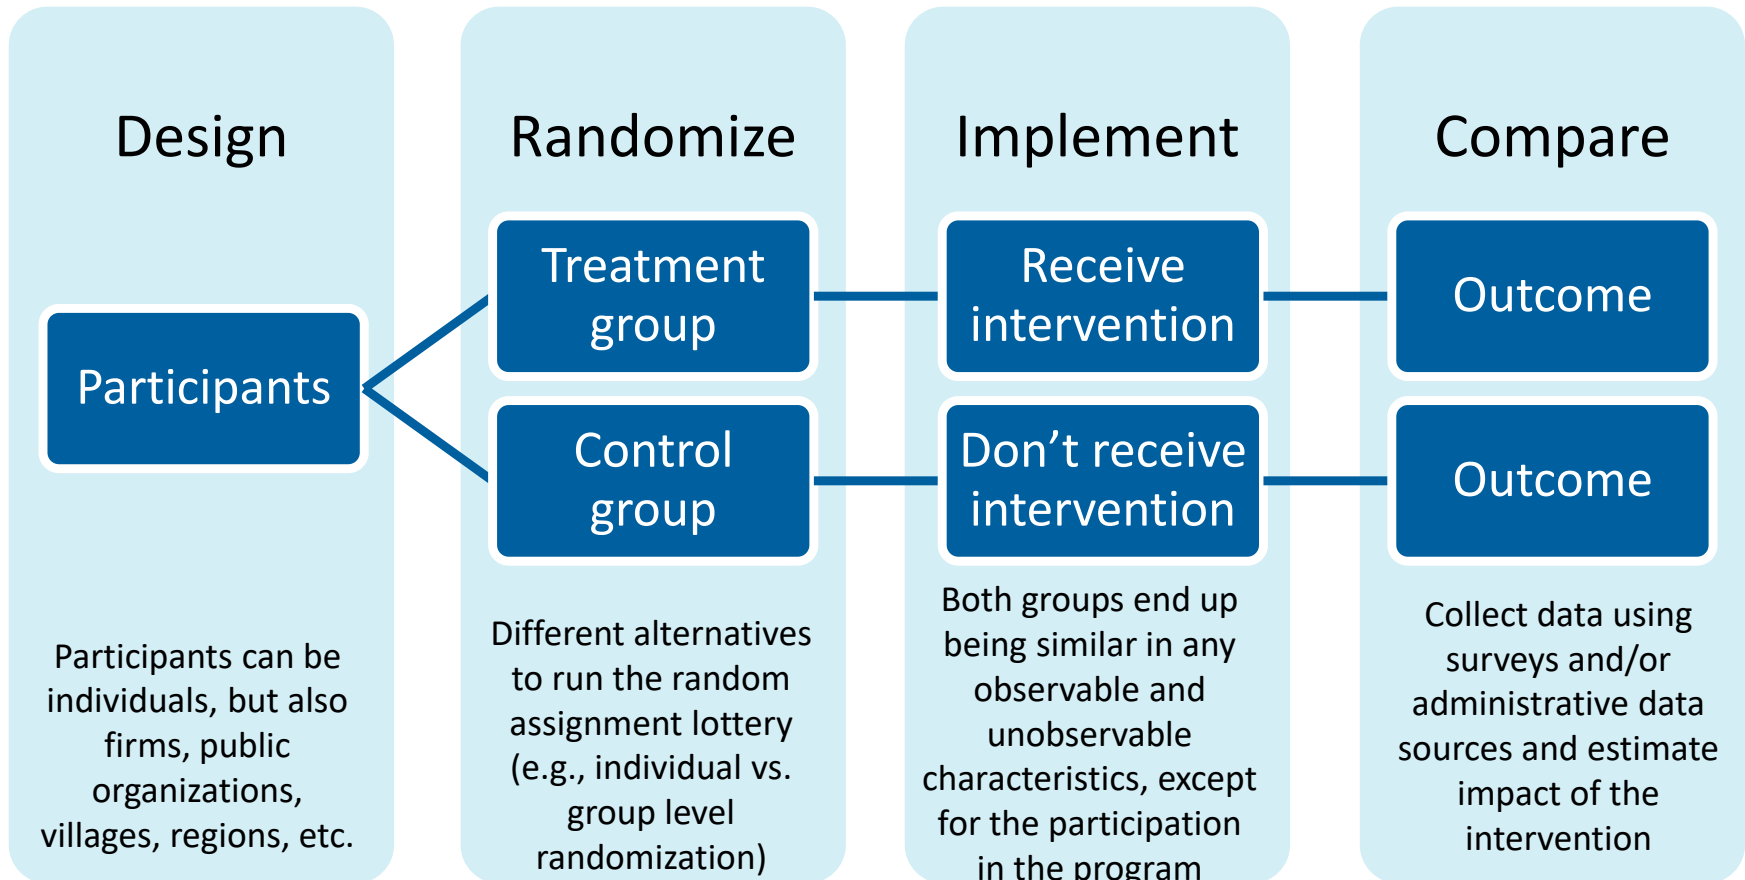 Design
Participants
Participants can be
individuals, but also
firms, public
organizations,
villages, regions, etc.
Randomize
Treatment
group
Control
group
Different alternatives
to run the random
assignment lottery
(e.g., individual vs.
group level
randomization)
Implement
Receive
intervention
Don’t receive
intervention
Both groups end up
being similar in any
observable and
unobservable
characteristics, except
for the participation
in the program
Compare
Outcome
Outcome
Collect data using
surveys and/or
administrative data
sources and estimate
impact of the
intervention